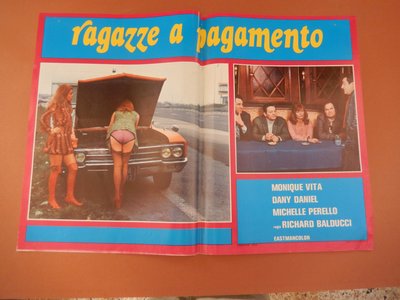 ragazze a pagamento
MONIQUE VITA
DANY DANIEL
MICHELLE PERELLO
regia RICHARD BALDUCCI
EASTMANCOLOR